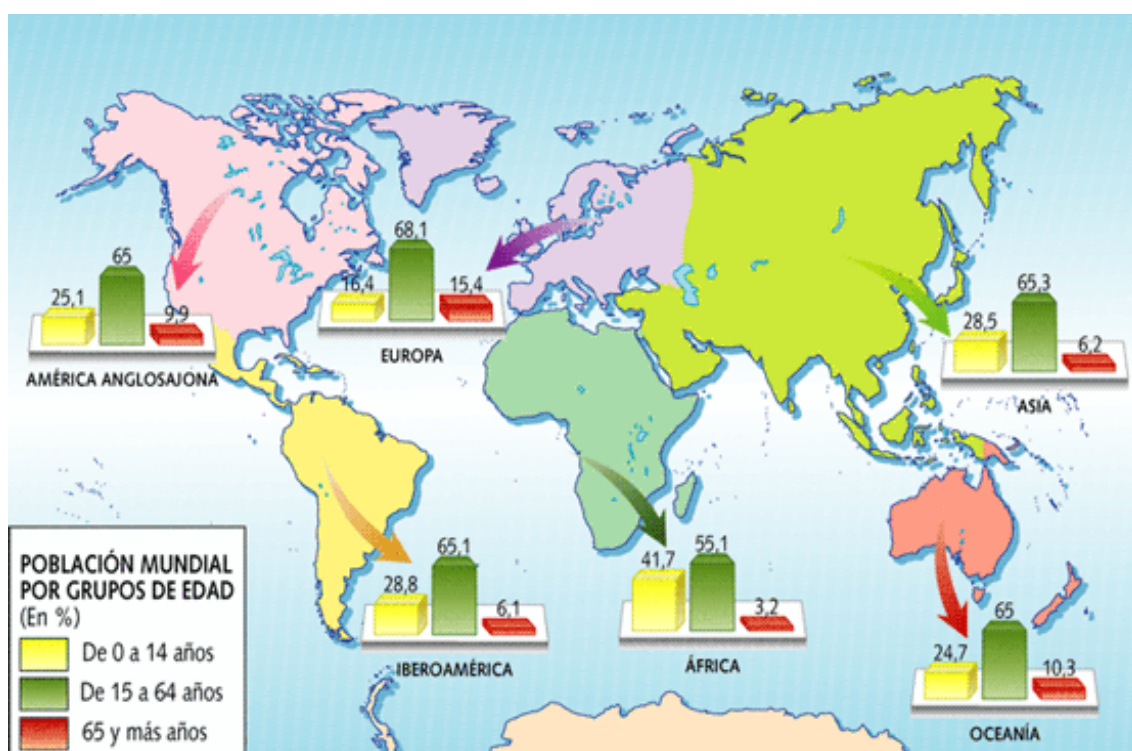 68,1
16,4
15,4
EUROPA
65
25,1
9,9
AMÉRICA ANGLOSAJONA
65,3
28,5
6,2
ASIA
65,1
28,8
6,1
IBEROAMÉRICA
55,1
41,7
3,2
ÁFRICA
65
24,7
10,3
OCEANÍA
POBLACIÓN MUNDIAL
POR GRUPOS DE EDAD
(En %)
De 0 a 14 años
De 15 a 64 años
65 y más años